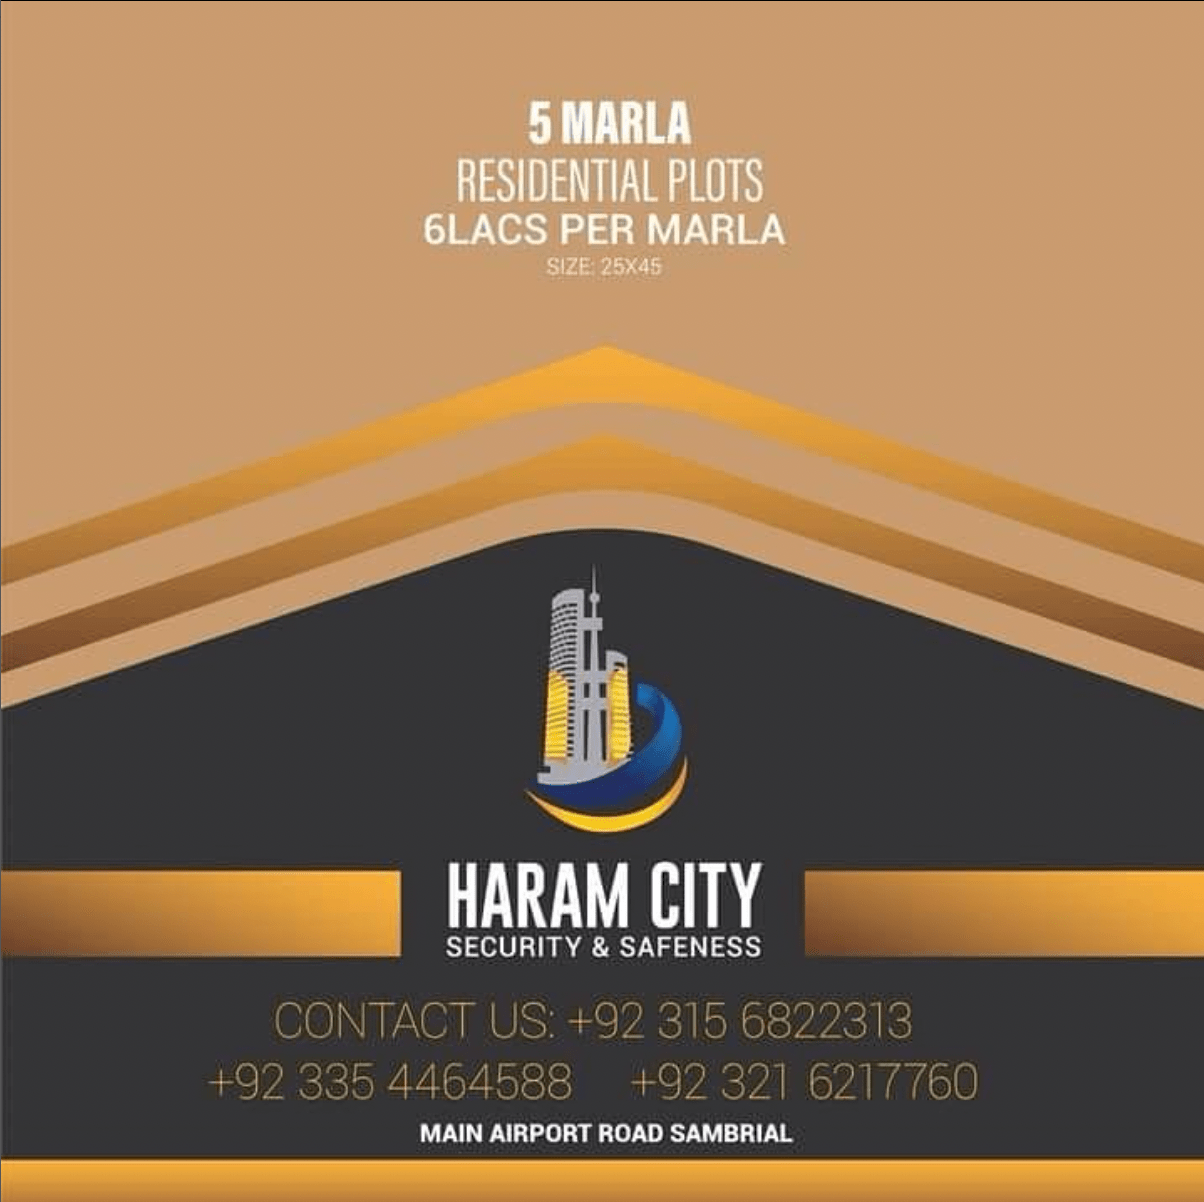 5 MARLA
RESIDENTIAL PLOTS
6LACS PER MARLA
SIZE: 25X45
HARAM CITY
SECURITY & SAFENESS
CONTACT US: +92 315 6822313
+92 335 4464588 +92 321 6217760
MAIN AIRPORT ROAD SAMBRIAL